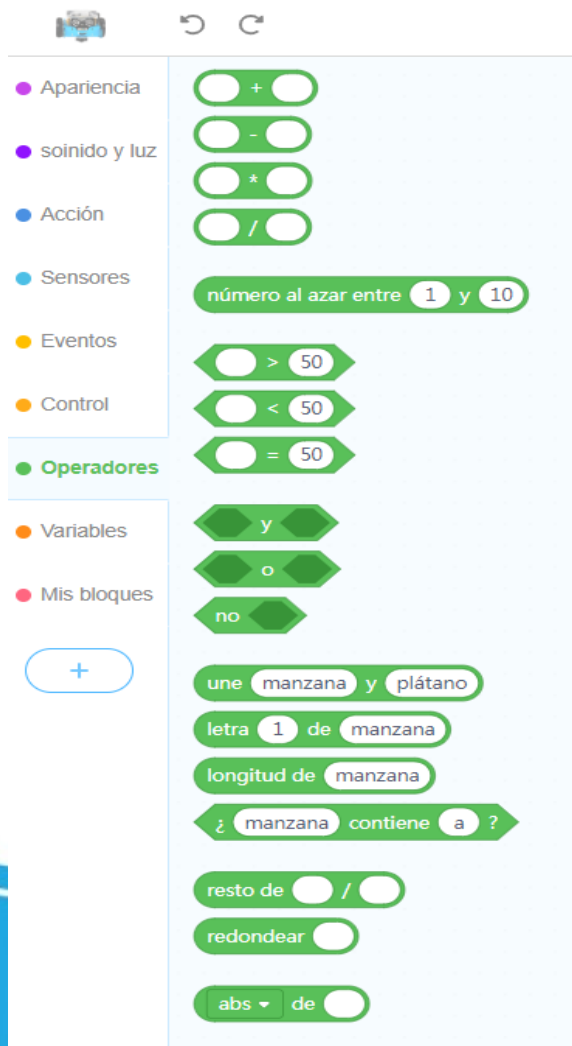 Apariencia
soinido y luz
Acción
Sensores
Eventos
Control
Operadores
Variables
Mis bloques
+
+
-
*
/
número al azar entre 1 y 10
> 50
< 50
= 50
y
o
no
une manzana y plátano
letra 1 de manzana
longitud de manzana
¿ manzana contiene a ?
resto de /
redondear
abs de